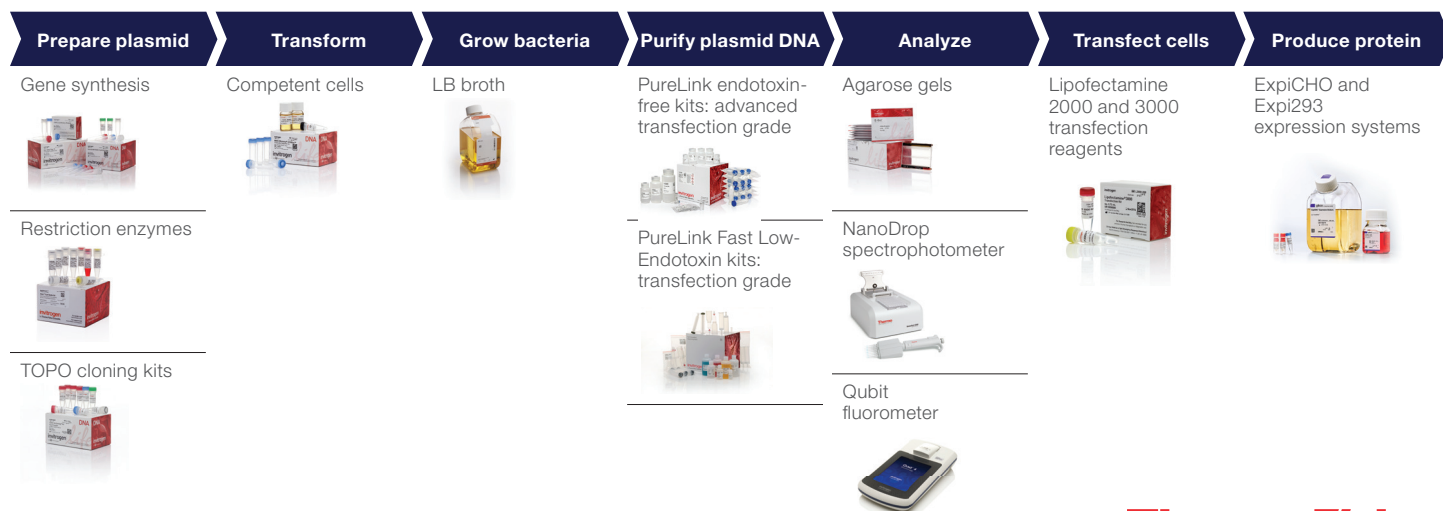 Prepare plasmid
Transform
Grow bacteria
Purify plasmid DNA
Analyze
Transfect cells
Produce protein
Gene synthesis
Restriction enzymes
TOPO cloning kits
Competent cells
LB broth
PureLink endotoxin-
free kits: advanced
transfection grade
PureLink Fast Low-
Endotoxin kits:
transfection grade
Agarose gels
NanoDrop
spectrophotometer
Qubit
fluorometer
Lipofectamine
2000 and 3000
transfection
reagents
ExpiCHO and
Expi293
expression systems